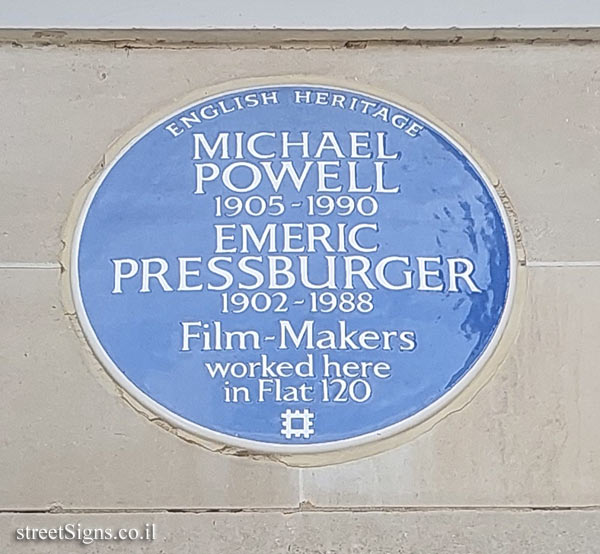 ENGLISH HERITAGE
MICHAEL
POWELL
1905-1990
EMERIC
PRESSBURGER
1902-1988
Film-Makers
worked here
in Flat 120
streetSigns.co.il